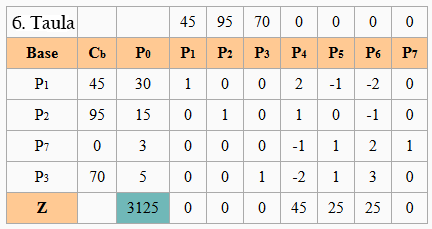 6. Taula 45 95 70 0 0 0 0
Base Cb P0 P1 P2 P3 P4 P5 P6 P7
P1 45 30 1 0 0 2 -1 -2 0
P2 95 15 0 1 0 1 0 -1 0
P7 0 3 0 0 0 -1 1 2 1
P3 70 5 0 0 1 -2 1 3 0
Z 3125 0 0 0 45 25 25 0